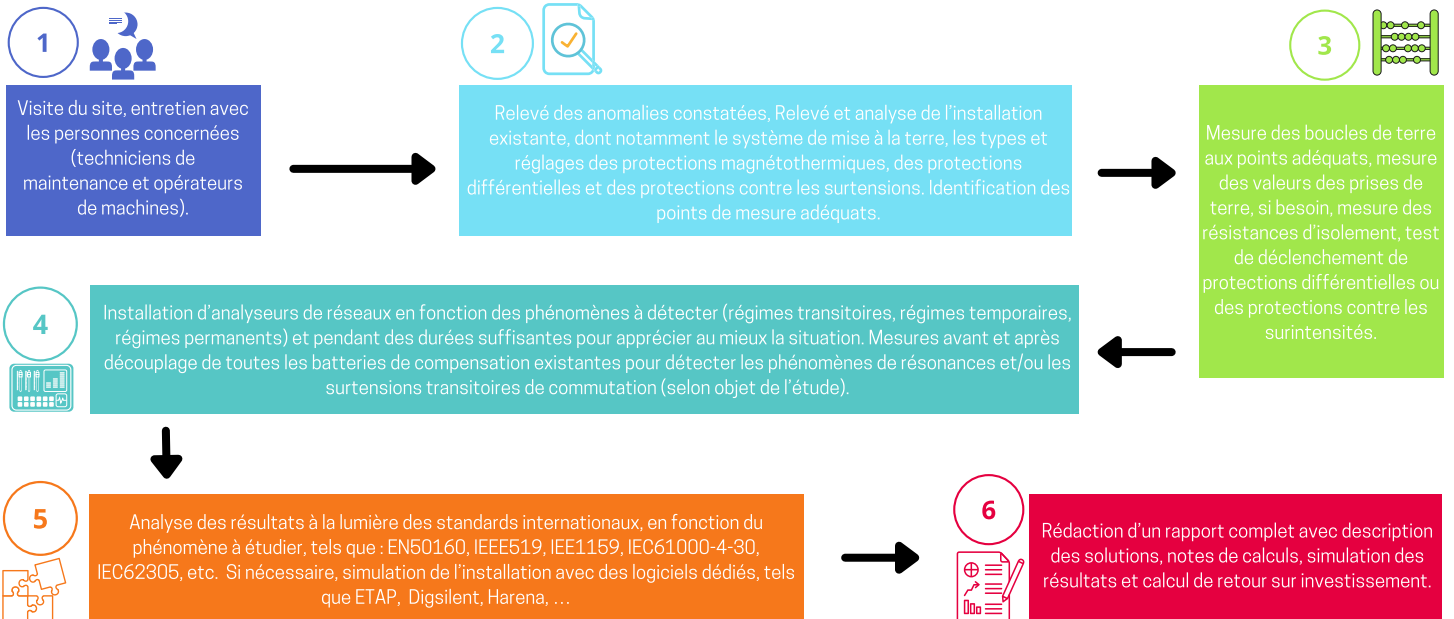 1
Visite du site, entretien avec
les personnes concernées
(techniciens de
maintenance et opérateurs
de machines).
2
Relevé des anomalies constatées, Relevé et analyse de l'installation
existante, dont notamment le système de mise à la terre, les types et
réglages des protections magnétothermiques, des protections
différentielles et des protections contre les surtensions. Identification des
points de mesure adéquats.
3
Mesure des boucles de terre
aux points adéquats, mesure
des valeurs des prises de
terre, si besoin, mesure des
résistances d'isolement, test
de déclenchement de
protections différentielles ou
des protections contre les
surintensités.
4
Installation d'analyseurs de réseaux en fonction des phénomènes à détecter (régimes transitoires, régimes temporaires,
régimes permanents) et pendant des durées suffisantes pour apprécier au mieux la situation. Mesures avant et après
découplage de toutes les batteries de compensation existantes pour détecter les phénomènes de résonances et/ou les
surtensions transitoires de commutation (selon objet de l'étude).
5
Analyse des résultats à la lumière des standards internationaux, en fonction du
phénomène à étudier, tels que : EN50160, IEEE519, IEE1159, IEC61000-4-30,
IEC62305, etc. Si nécessaire, simulation de l'installation avec des logiciels dédiés, tels
que ETAP, Digsilent, Harena, ...
6
Rédaction d'un rapport complet avec description
des solutions, notes de calculs, simulation des
résultats et calcul de retour sur investissement.